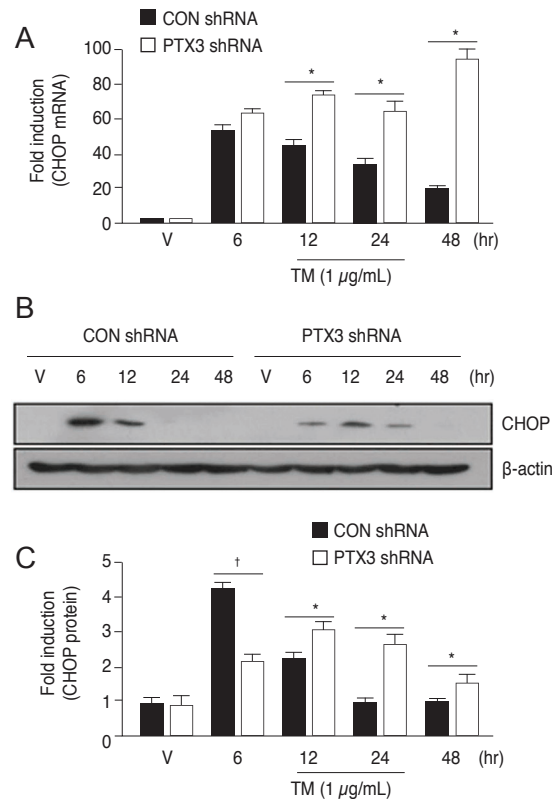 A
CON shRNA
PTX3 shRNA
Fold induction
(CHOP mRNA)
100
80
60
40
20
0
*
*
*
V 6 12 24 48 (hr)
TM (1 µg/mL)
B
CON shRNA PTX3 shRNA
V 6 12 24 48 V 6 12 24 48 (hr)
CHOP
β-actin
C
CON shRNA
PTX3 shRNA
Fold induction
(CHOP protein)
5
4
3
2
1
0
†
*
*
*
V 6 12 24 48 (hr)
TM (1 µg/mL)